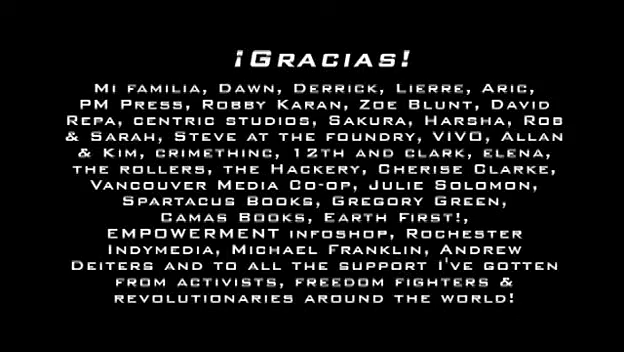 ¡Gracias!
Mi familia, Dawn, Derrick, Lierre, Aric,
PM Press, Robby Karan, Zoe Blunt, David
Repa, centric studios, Sakura, Harsha, Rob
& Sarah, Steve at the foundry, VIVO, Allan
& Kim, crimethinc, 12th and clark, elena,
the rollers, the Hackery, Cherise Clarke,
Vancouver Media Co-op, Julie Solomon,
Spartacus Books, Gregory Green,
Camas Books, Earth First!,
EMPOWERMENT infoshop, Rochester
Indymedia, Michael Franklin, Andrew
Deiters and to all the support I've gotten
from activists, freedom fighters &
revolutionaries around the world!